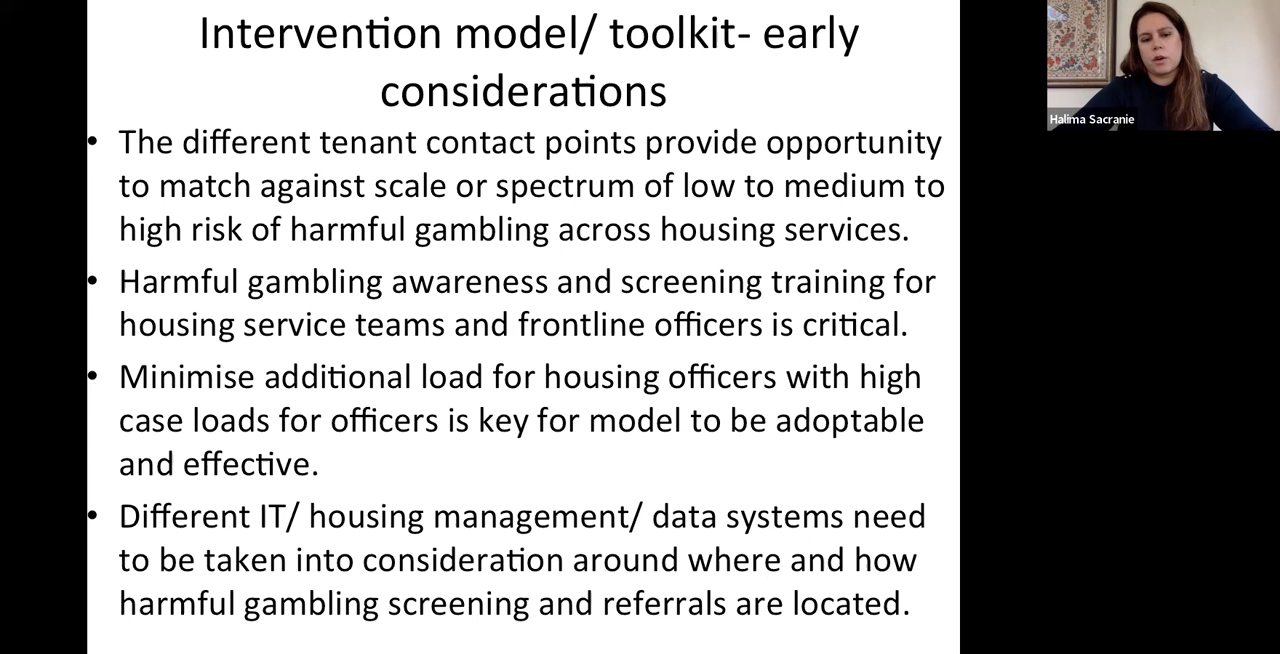 Intervention model/ toolkit- early
considerations
• The different tenant contact points provide opportunity
to match against scale or spectrum of low to medium to
high risk of harmful gambling across housing services.
• Harmful gambling awareness and screening training for
housing service teams and frontline officers is critical.
• Minimise additional load for housing officers with high
case loads for officers is key for model to be adoptable
and effective.
• Different IT/ housing management/ data systems need
to be taken into consideration around where and how
harmful gambling screening and referrals are located.
Halima Sacranie